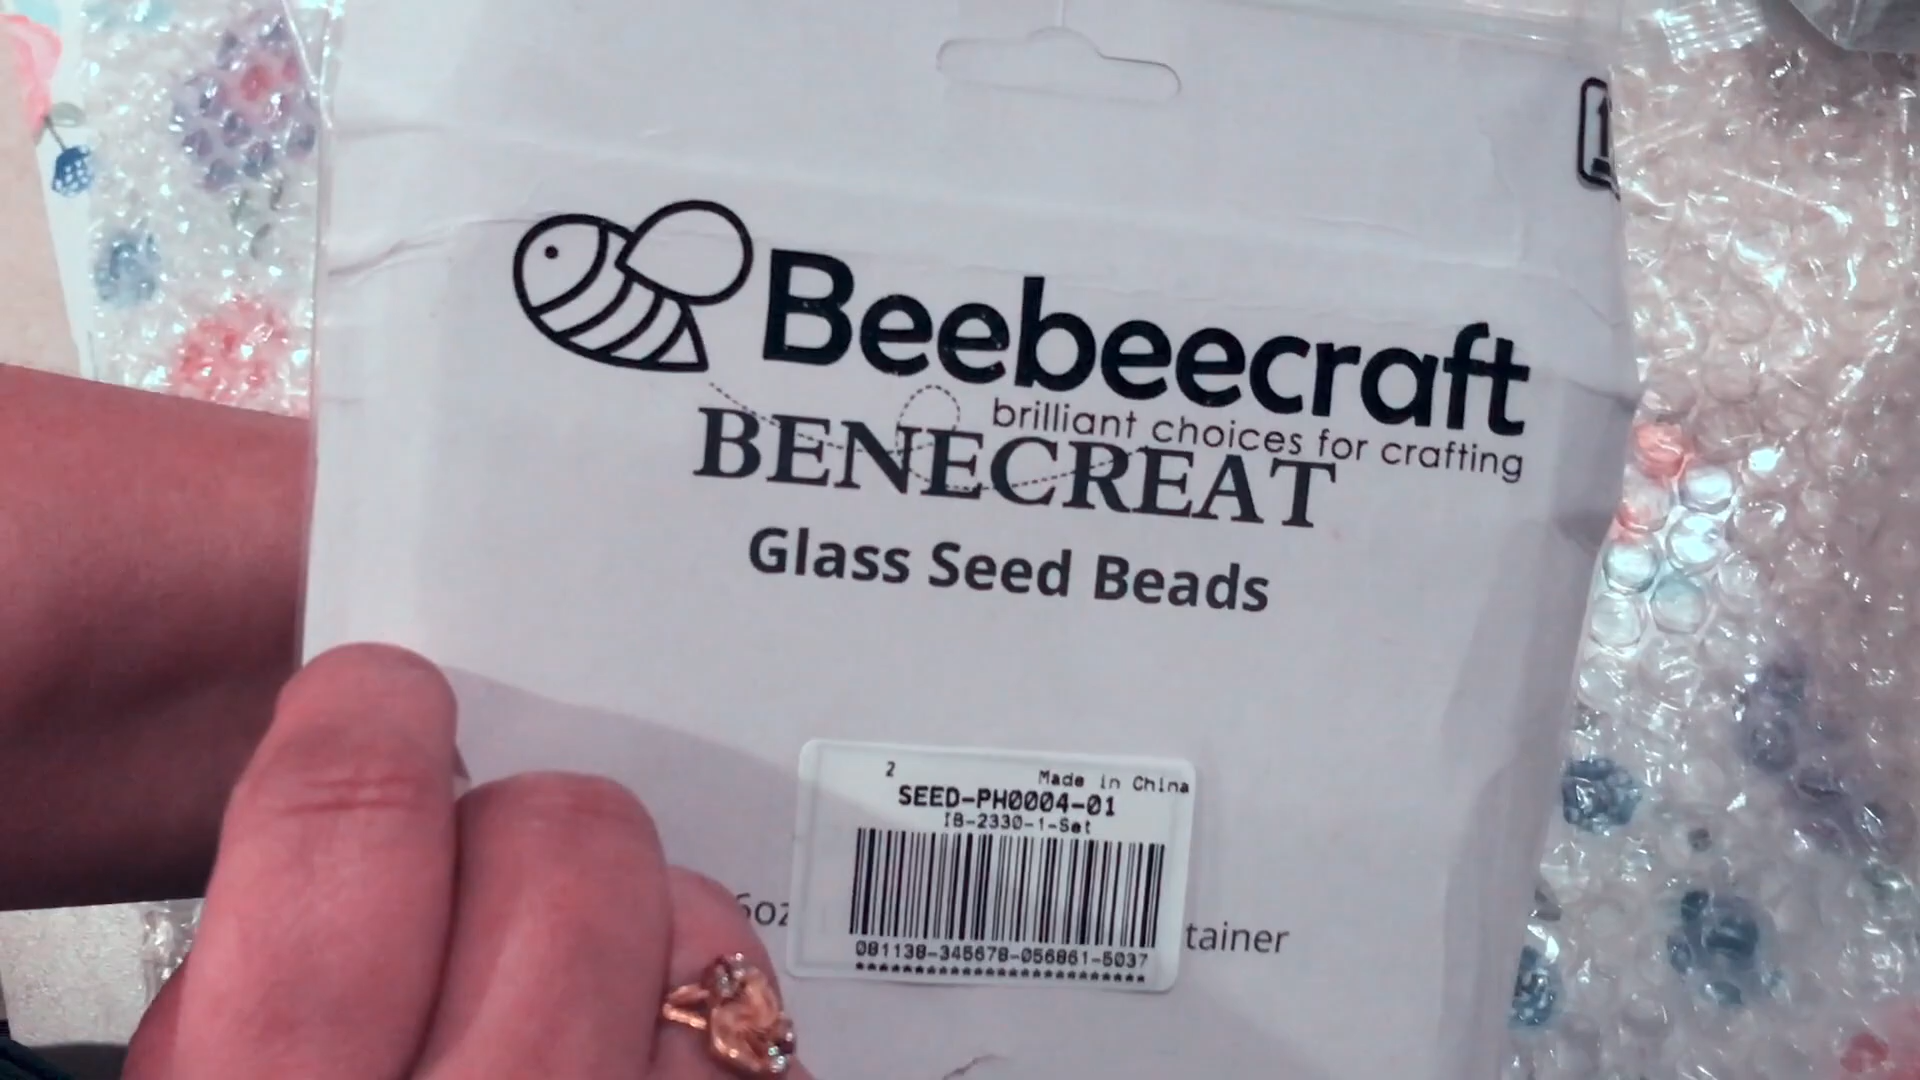 Beebeecraft
brilliant choices for crafting
BENECREAT
Glass Seed Beads
2 Made in China
SEED-PH0004-01
IB-2330-1-Set
081138-345678-056861-5037
tainer